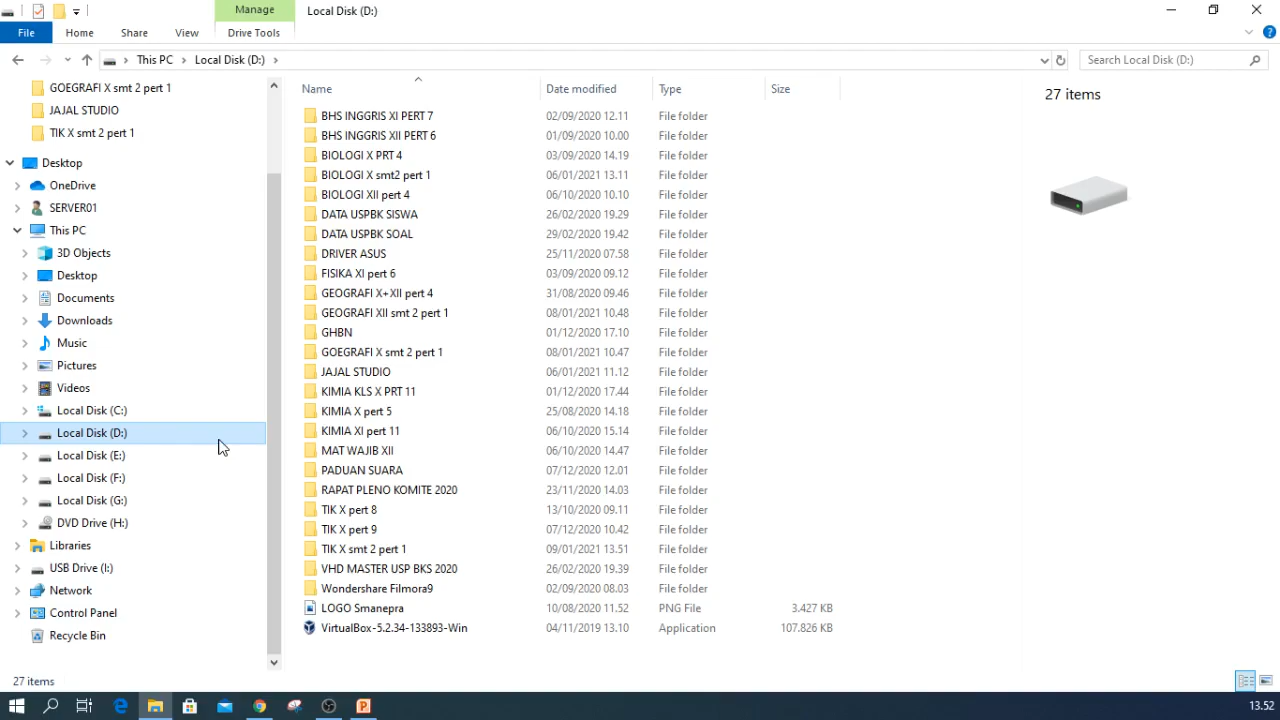 Manage
Local Disk (D:)
File
Home
Share
View
Drive Tools
This PC
Local Disk (D:)
Search Local Disk (D:)
GOEGRAFI X smt 2 pert 1
JAJAL STUDIO
TIK X smt 2 pert 1
Desktop
OneDrive
SERVER01
This PC
3D Objects
Desktop
Documents
Downloads
Music
Pictures
Videos
Local Disk (C:)
Local Disk (D:)
Local Disk (E:)
Local Disk (F:)
Local Disk (G:)
DVD Drive (H:)
Libraries
USB Drive (I:)
Network
Control Panel
Recycle Bin
Name Date modified Type Size
BHS INGGRIS XI PERT 7 02/09/2020 12.11 File folder
BHS INGGRIS XII PERT 6 01/09/2020 10.00 File folder
BIOLOGI X PRT 4 03/09/2020 14.19 File folder
BIOLOGI X smt2 pert 1 06/01/2021 13.11 File folder
BIOLOGI XII pert 4 06/10/2020 10.10 File folder
DATA USPBK SISWA 26/02/2020 19.29 File folder
DATA USPBK SOAL 29/02/2020 19.42 File folder
DRIVER ASUS 25/11/2020 07.58 File folder
FISIKA XI pert 6 03/09/2020 09.12 File folder
GEOGRAFI X+XII pert 4 31/08/2020 09.46 File folder
GEOGRAFI XII smt 2 pert 1 08/01/2021 10.48 File folder
GHBN 01/12/2020 17.10 File folder
GOEGRAFI X smt 2 pert 1 08/01/2021 10.47 File folder
JAJAL STUDIO 06/01/2021 11.12 File folder
KIMIA KLS X PRT 11 01/12/2020 17.44 File folder
KIMIA X pert 5 25/08/2020 14.18 File folder
KIMIA XI pert 11 06/10/2020 15.14 File folder
MAT WAJIB XII 06/10/2020 14.47 File folder
PADUAN SUARA 07/12/2020 12.01 File folder
RAPAT PLENO KOMITE 2020 23/11/2020 14.03 File folder
TIK X pert 8 13/10/2020 09.11 File folder
TIK X pert 9 07/12/2020 10.42 File folder
TIK X smt 2 pert 1 09/01/2021 13.51 File folder
VHD MASTER USP BKS 2020 26/02/2020 19.39 File folder
Wondershare Filmora9 02/09/2020 08.03 File folder
LOGO Smanepra 10/08/2020 11.52 PNG File 3.427 KB
VirtualBox-5.2.34-133893-Win 04/11/2019 13.10 Application 107.826 KB
27 items
27 items
13.52